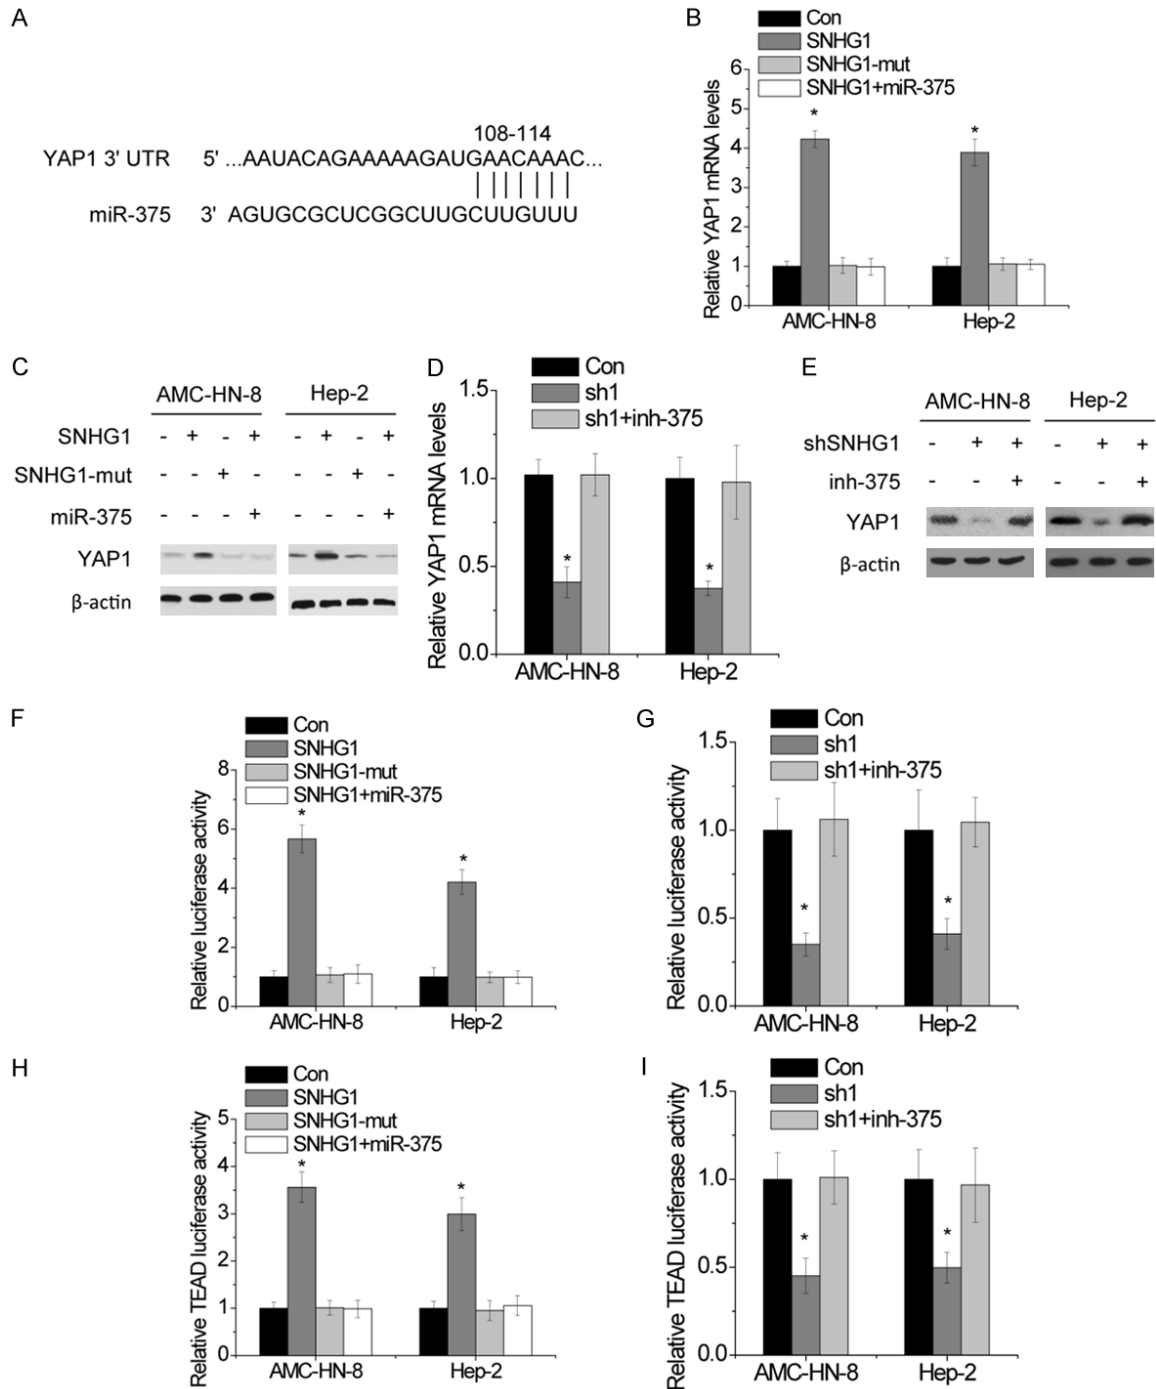 A
108-114
YAP1 3' UTR 5' ...AAUACAGAAAAAGAUGAACAAAC...
miR-375 3' AGUGCGCUCGGCUUGCUUGUUU
B
Con
SNHG1
SNHG1-mut
SNHG1+miR-375
Relative YAP1 mRNA levels
6
5
4
3
2
1
0
*
*
AMC-HN-8 Hep-2
C
AMC-HN-8 Hep-2
SNHG1 - + - + - + - +
SNHG1-mut - - + - - - + -
miR-375 - - - + - - - +
YAP1
β-actin
D
Con
sh1
sh1+inh-375
Relative YAP1 mRNA levels
1.5
1.0
0.5
0.0
*
*
AMC-HN-8 Hep-2
E
AMC-HN-8 Hep-2
shSNHG1 - + + - + +
inh-375 - - + - - +
YAP1
β-actin
F
Con
SNHG1
SNHG1-mut
SNHG1+miR-375
Relative luciferase activity
8
6
4
2
0
*
*
AMC-HN-8 Hep-2
G
Con
sh1
sh1+inh-375
Relative luciferase activity
1.5
1.0
0.5
0.0
*
*
AMC-HN-8 Hep-2
H
Con
SNHG1
SNHG1-mut
SNHG1+miR-375
Relative TEAD luciferase activity
5
4
3
2
1
0
*
*
AMC-HN-8 Hep-2
I
Con
sh1
sh1+inh-375
Relative TEAD luciferase activity
1.5
1.0
0.5
0.0
*
*
AMC-HN-8 Hep-2